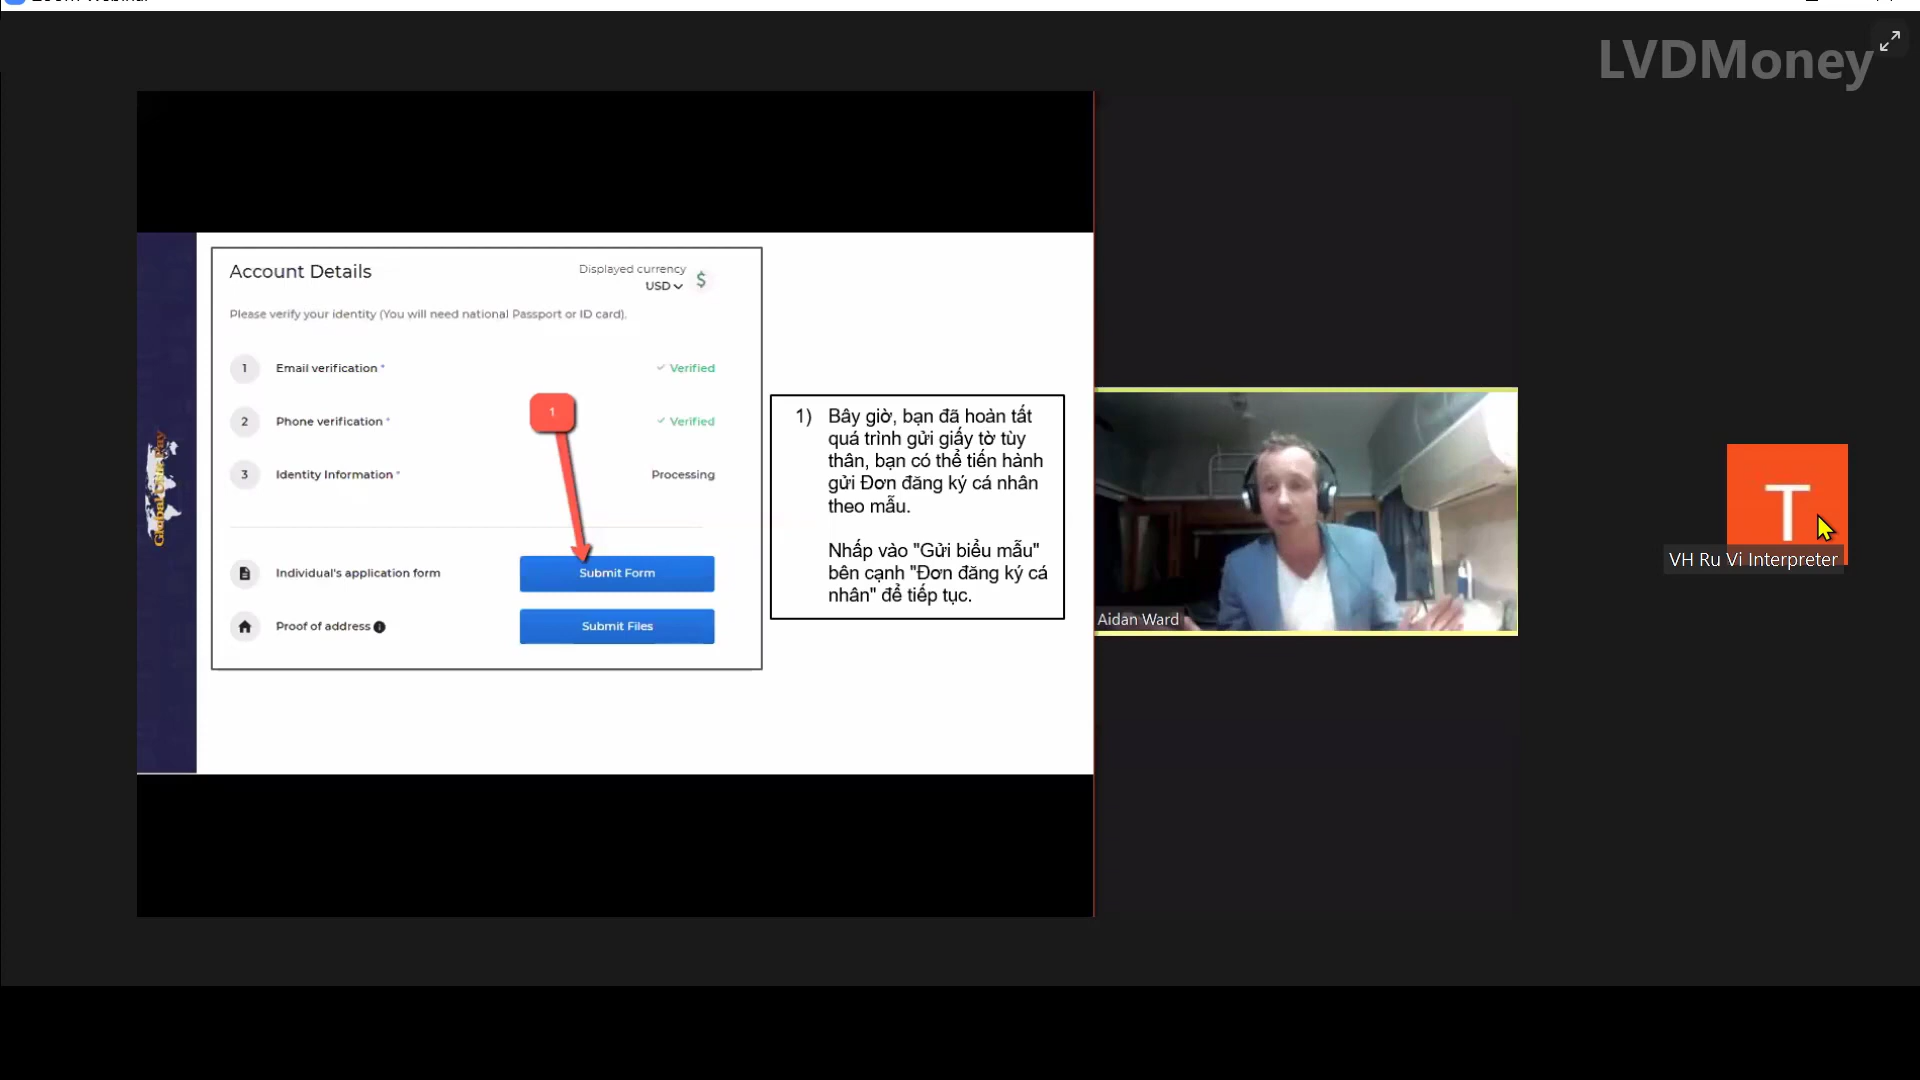 LVDMoney
Account Details
Displayed currency
USD
$
Please verify your identity (You will need national Passport or ID card).
1 Email verification * ✓ Verified
2 Phone verification * ✓ Verified
3 Identity Information * Processing
1
Individual's application form Submit Form
Proof of address Submit Files
1) Bây giờ, bạn đã hoàn tất
quá trình gửi giấy tờ tùy
thân, bạn có thể tiến hành
gửi Đơn đăng ký cá nhân
theo mẫu.
Nhấp vào "Gửi biểu mẫu"
bên cạnh "Đơn đăng ký cá
nhân" để tiếp tục.
Aidan Ward
T
VH Ru Vi Interpreter